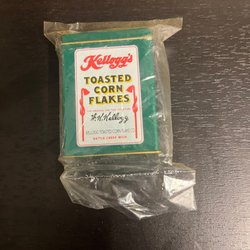 Kellogg's
TOASTED CORN
FLAKES
W.K.Kellogg
KELLOGG TOASTED CORN FLAKE CO.
BATTLE CREEK, MICH.